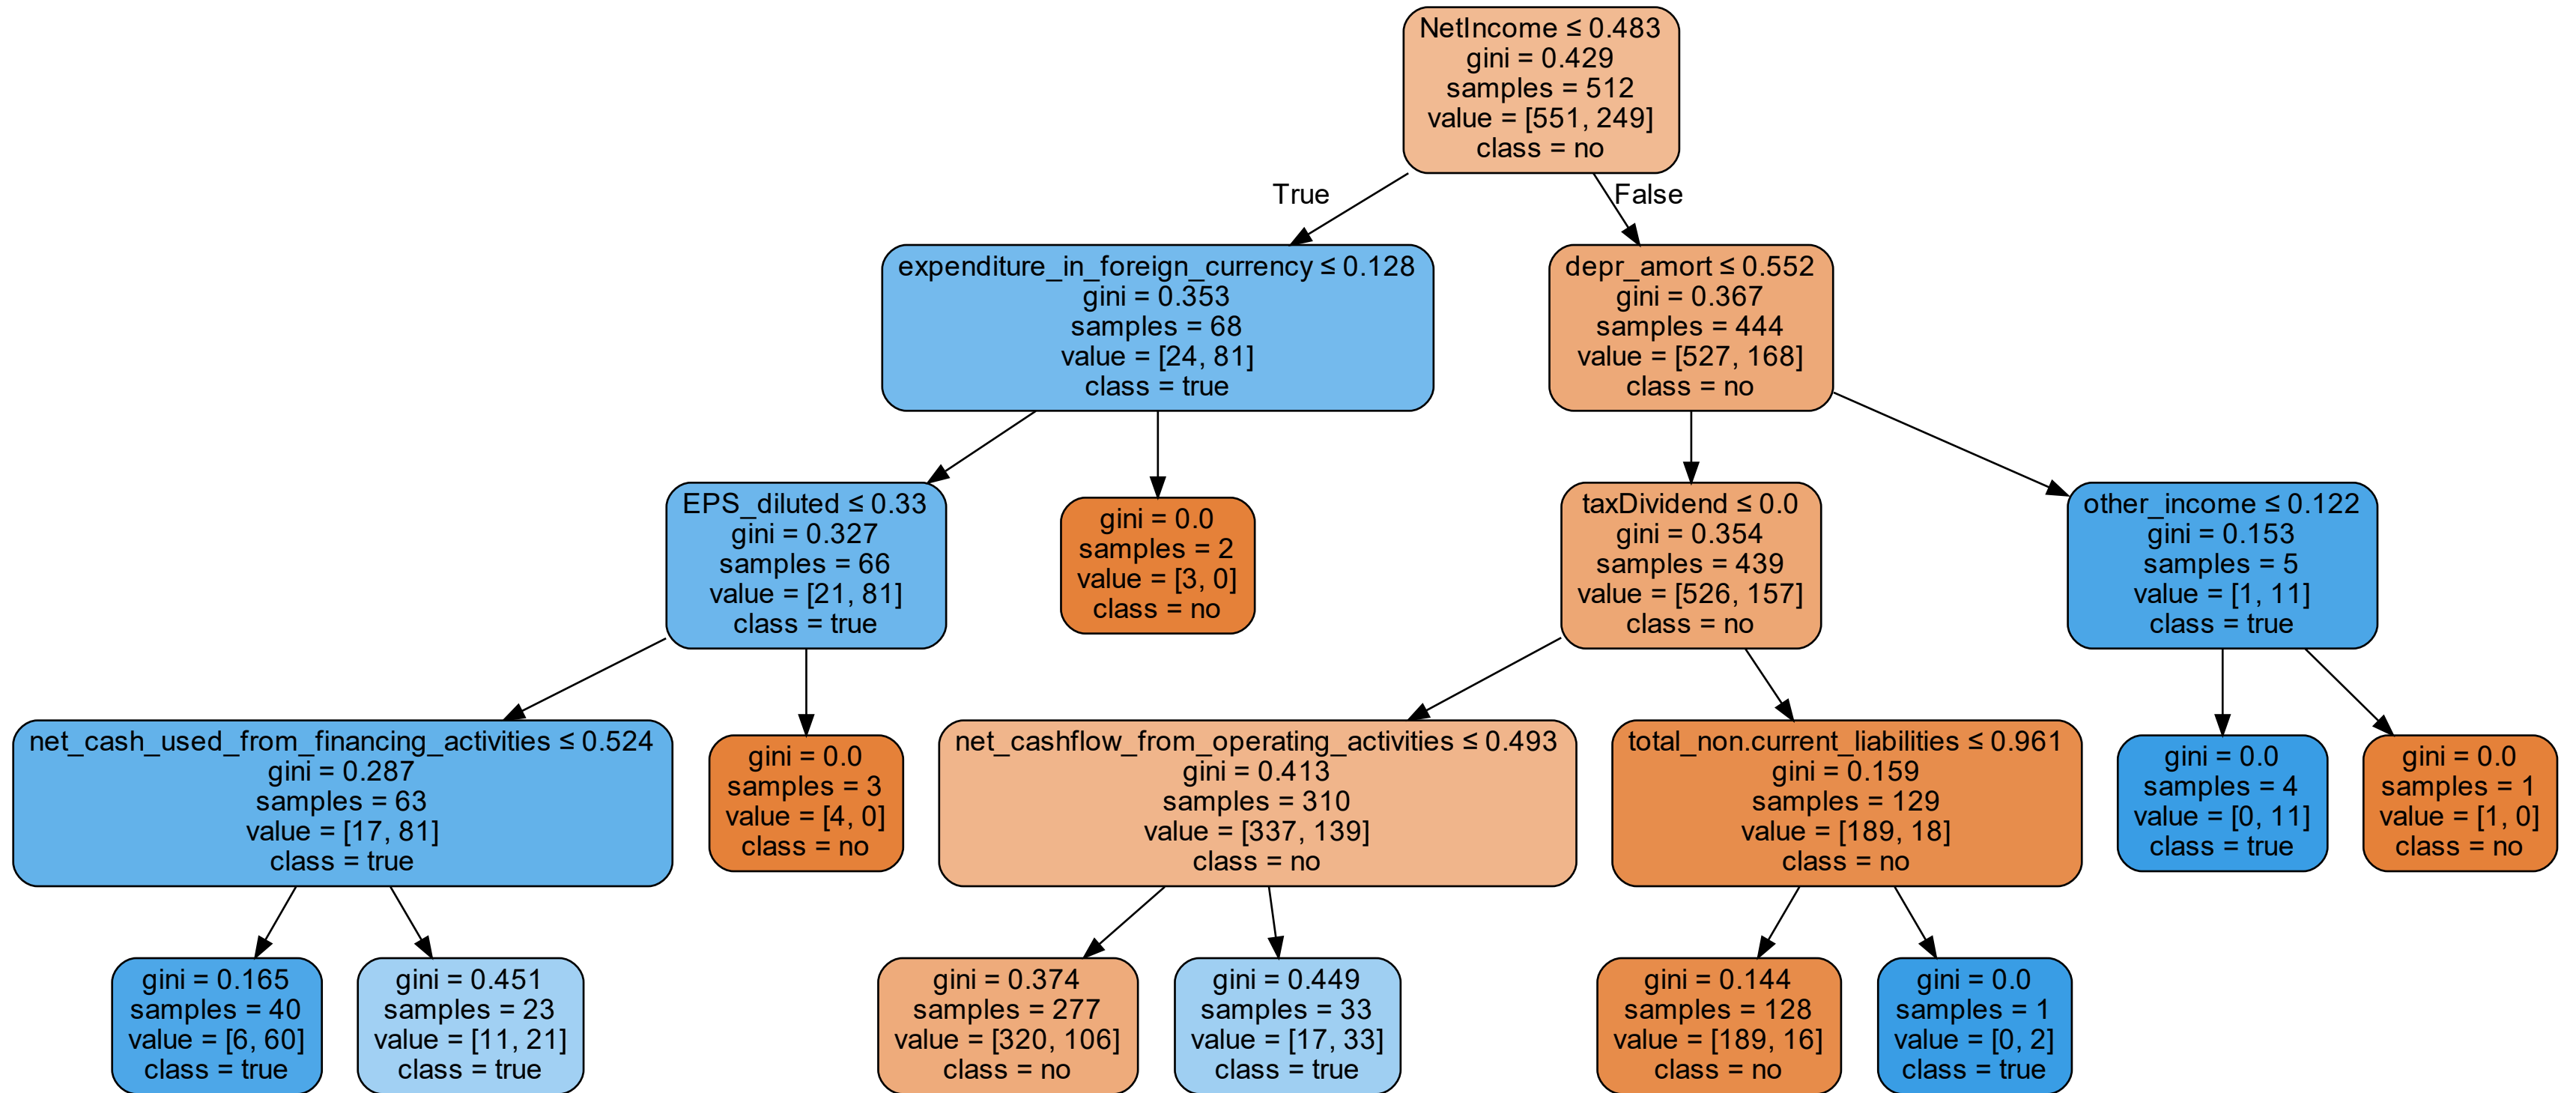 NetIncome ≤ 0.483
gini = 0.429
samples = 512
value = [551, 249]
class = no
True
False
expenditure_in_foreign_currency ≤ 0.128
gini = 0.353
samples = 68
value = [24, 81]
class = true
depr_amort ≤ 0.552
gini = 0.367
samples = 444
value = [527, 168]
class = no
EPS_diluted ≤ 0.33
gini = 0.327
samples = 66
value = [21, 81]
class = true
gini = 0.0
samples = 2
value = [3, 0]
class = no
taxDividend ≤ 0.0
gini = 0.354
samples = 439
value = [526, 157]
class = no
other_income ≤ 0.122
gini = 0.153
samples = 5
value = [1, 11]
class = true
net_cash_used_from_financing_activities ≤ 0.524
gini = 0.287
samples = 63
value = [17, 81]
class = true
gini = 0.0
samples = 3
value = [4, 0]
class = no
net_cashflow_from_operating_activities ≤ 0.493
gini = 0.413
samples = 310
value = [337, 139]
class = no
total_non.current_liabilities ≤ 0.961
gini = 0.159
samples = 129
value = [189, 18]
class = no
gini = 0.0
samples = 4
value = [0, 11]
class = true
gini = 0.0
samples = 1
value = [1, 0]
class = no
gini = 0.165
samples = 40
value = [6, 60]
class = true
gini = 0.451
samples = 23
value = [11, 21]
class = true
gini = 0.374
samples = 277
value = [320, 106]
class = no
gini = 0.449
samples = 33
value = [17, 33]
class = true
gini = 0.144
samples = 128
value = [189, 16]
class = no
gini = 0.0
samples = 1
value = [0, 2]
class = true